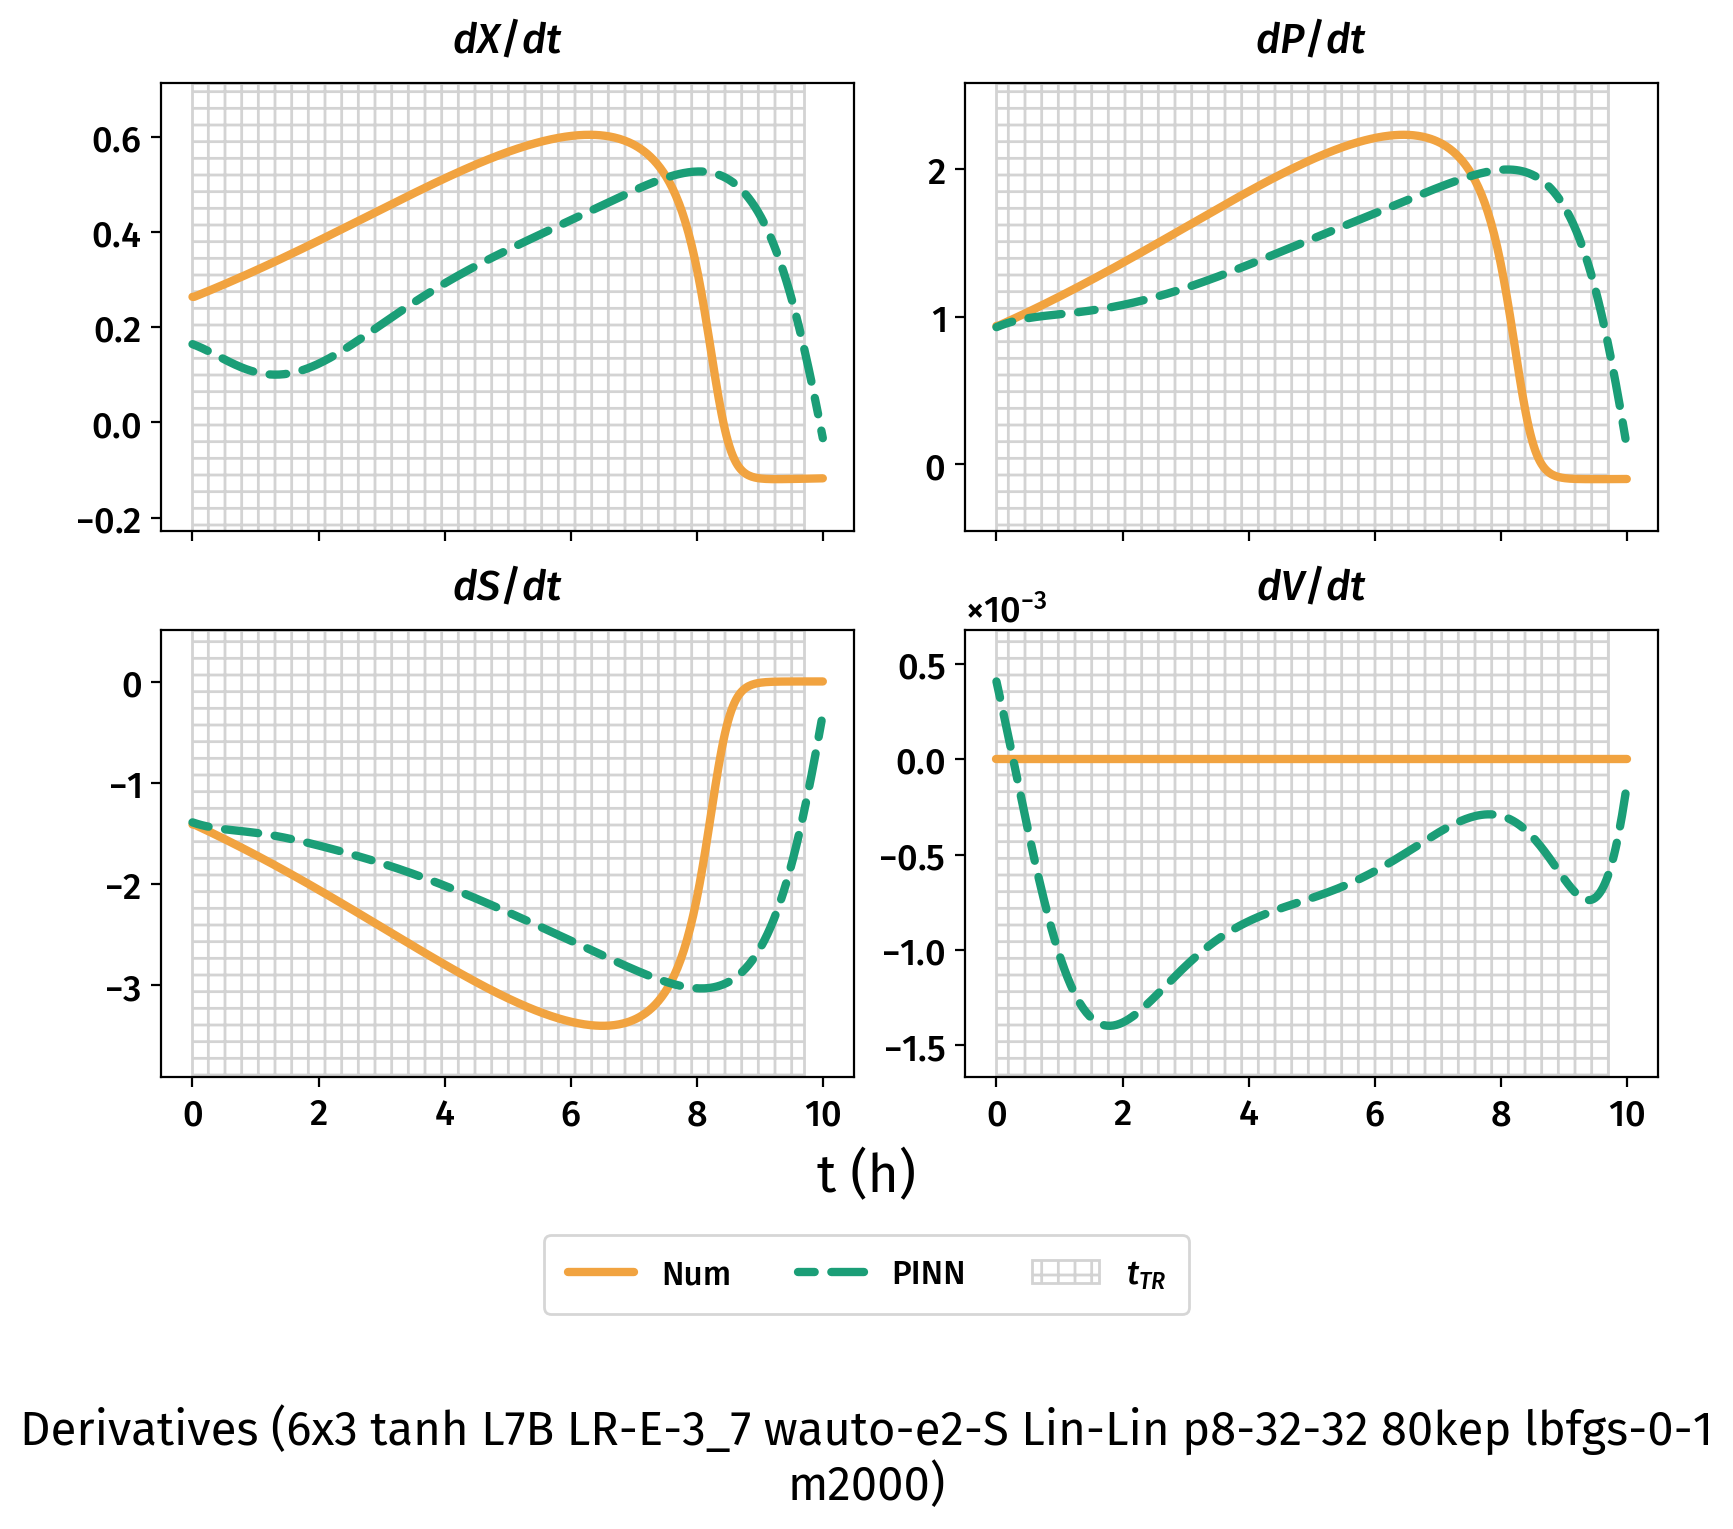 dX/dt
dP/dt
0.6
0.4
0.2
0.0
−0.2
2
1
0
dS/dt
dV/dt
×10⁻³
0
−1
−2
−3
0.5
0.0
−0.5
−1.0
−1.5
0 2 4 6 8 10
0 2 4 6 8 10
t (h)
Num PINN t_TR
Derivatives (6x3 tanh L7B LR-E-3_7 wauto-e2-S Lin-Lin p8-32-32 80kep lbfgs-0-1
m2000)